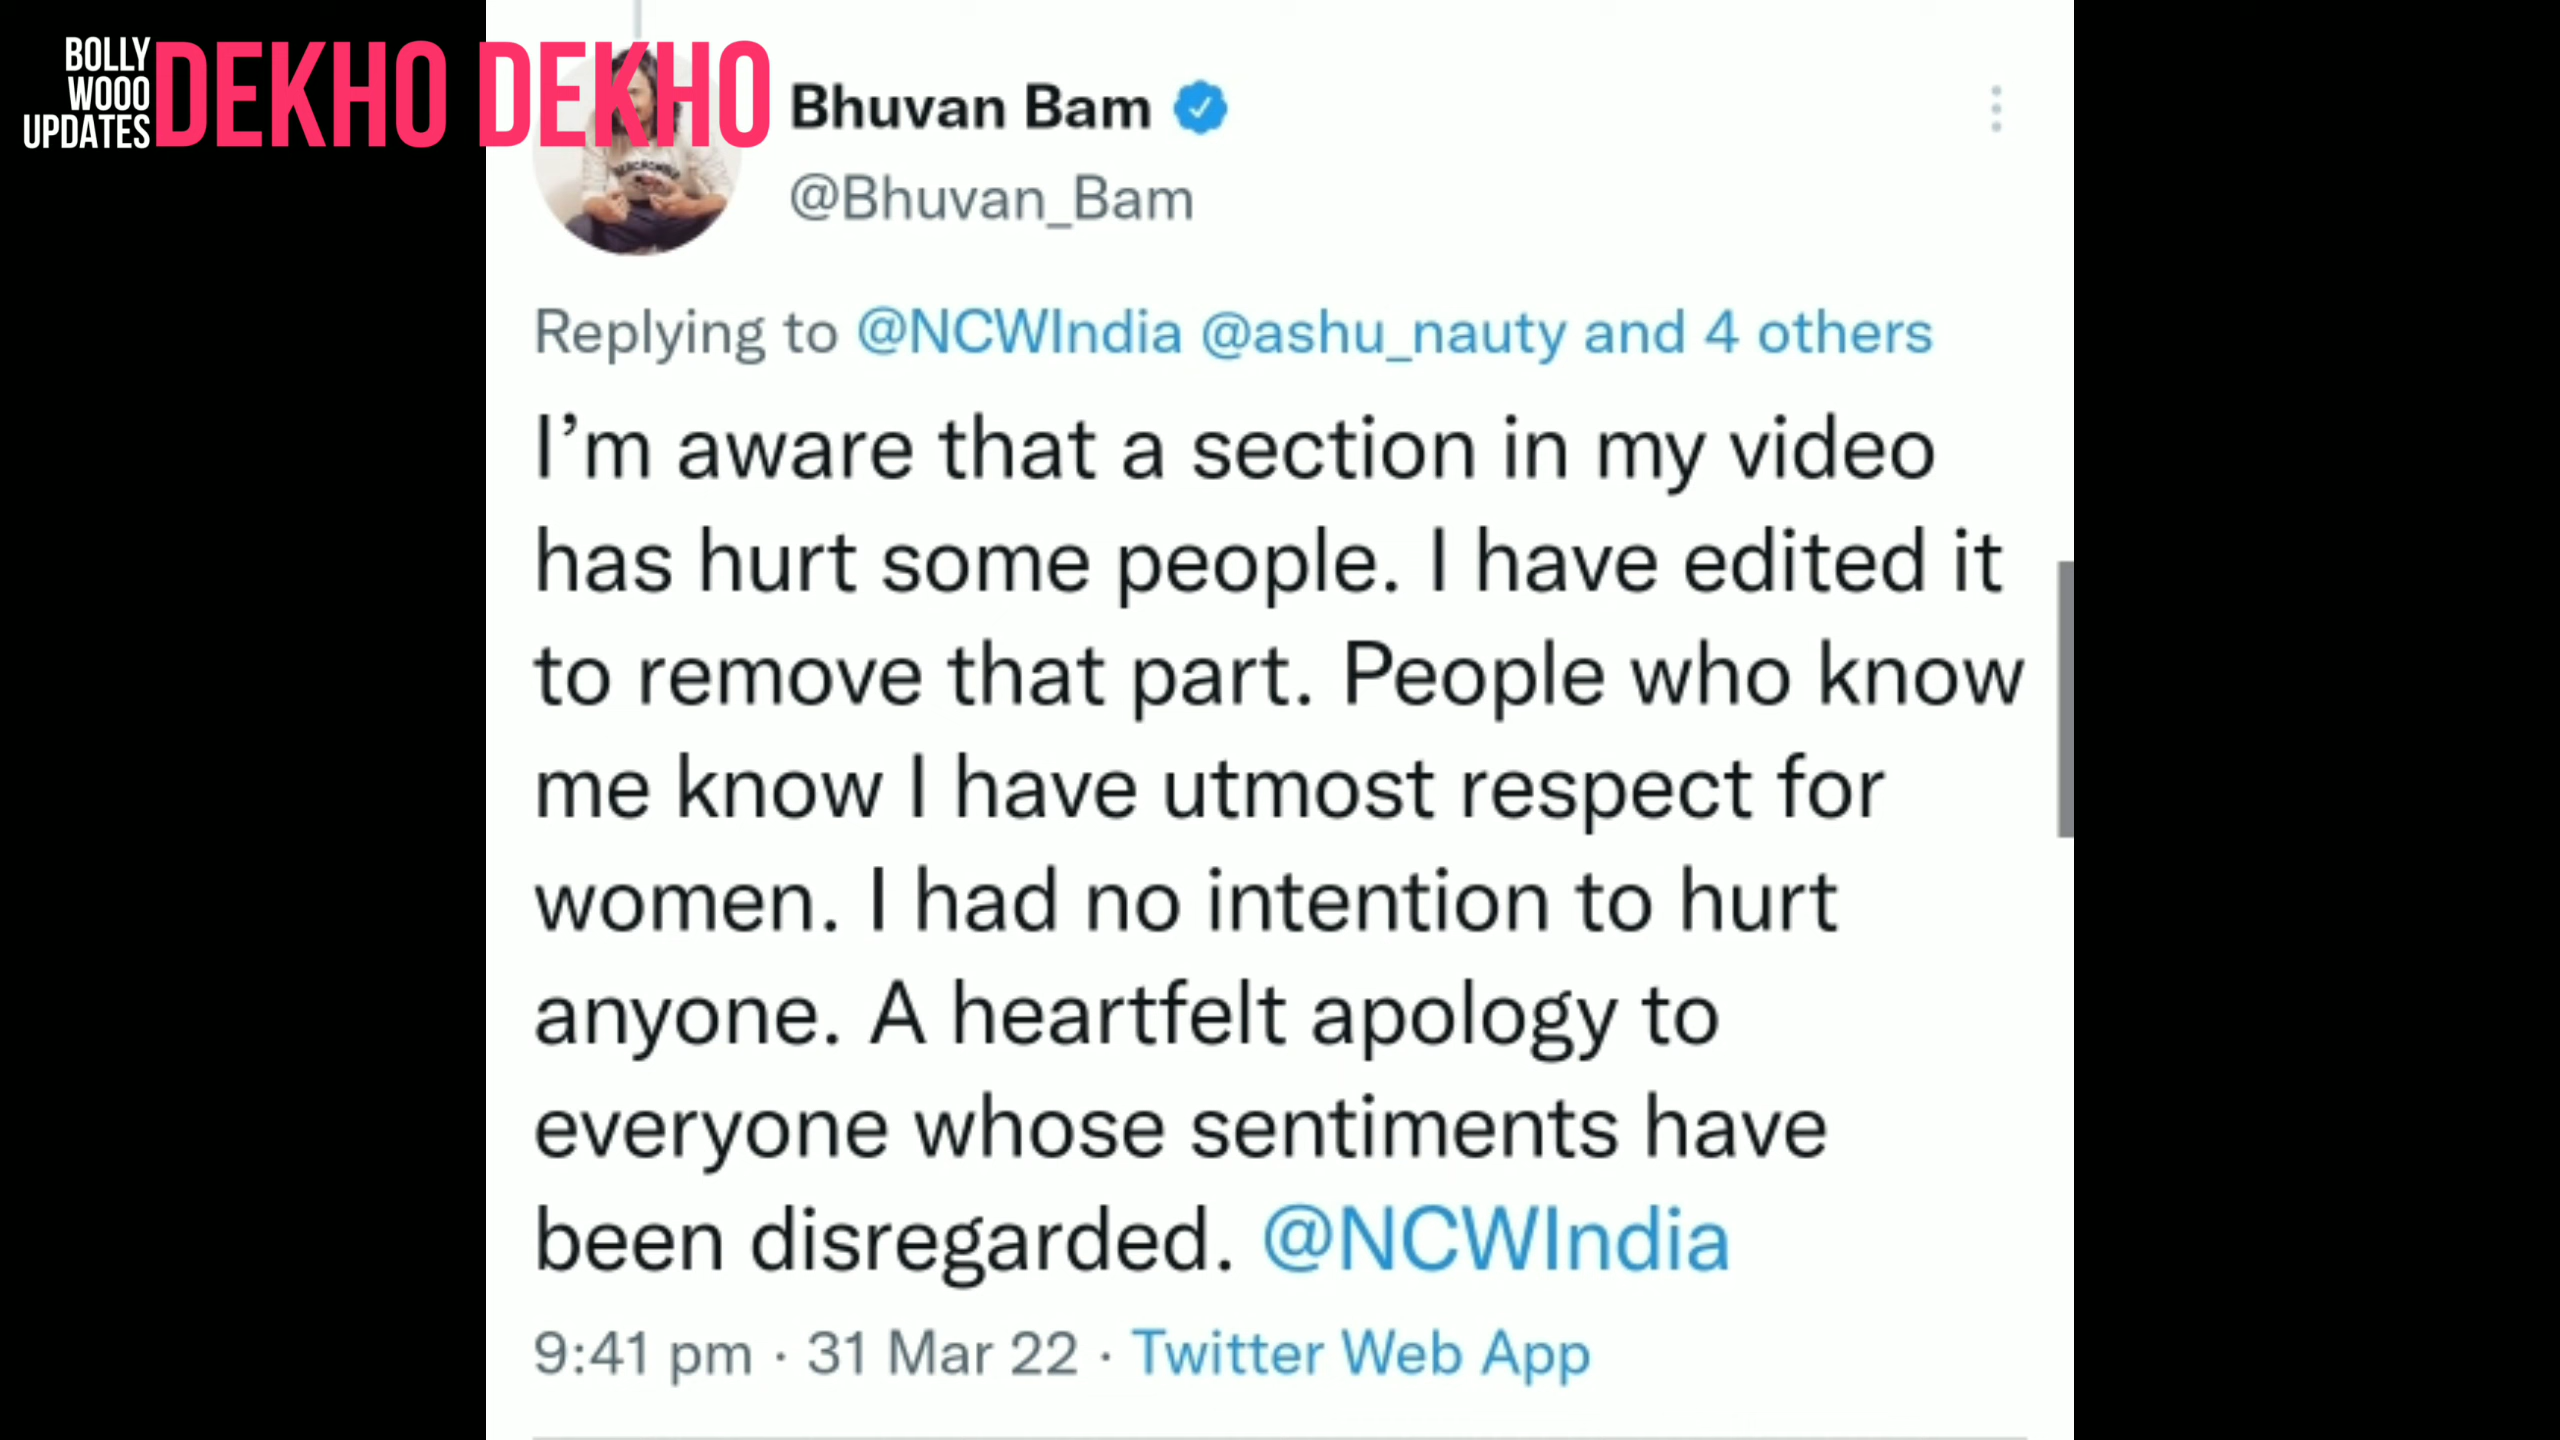 BOLLY
WOOO
UPDATES
DEKHO DEKHO
Bhuvan Bam
@Bhuvan_Bam
Replying to @NCWIndia @ashu_nauty and 4 others
I’m aware that a section in my video
has hurt some people. I have edited it
to remove that part. People who know
me know I have utmost respect for
women. I had no intention to hurt
anyone. A heartfelt apology to
everyone whose sentiments have
been disregarded. @NCWIndia
9:41 pm · 31 Mar 22 · Twitter Web App